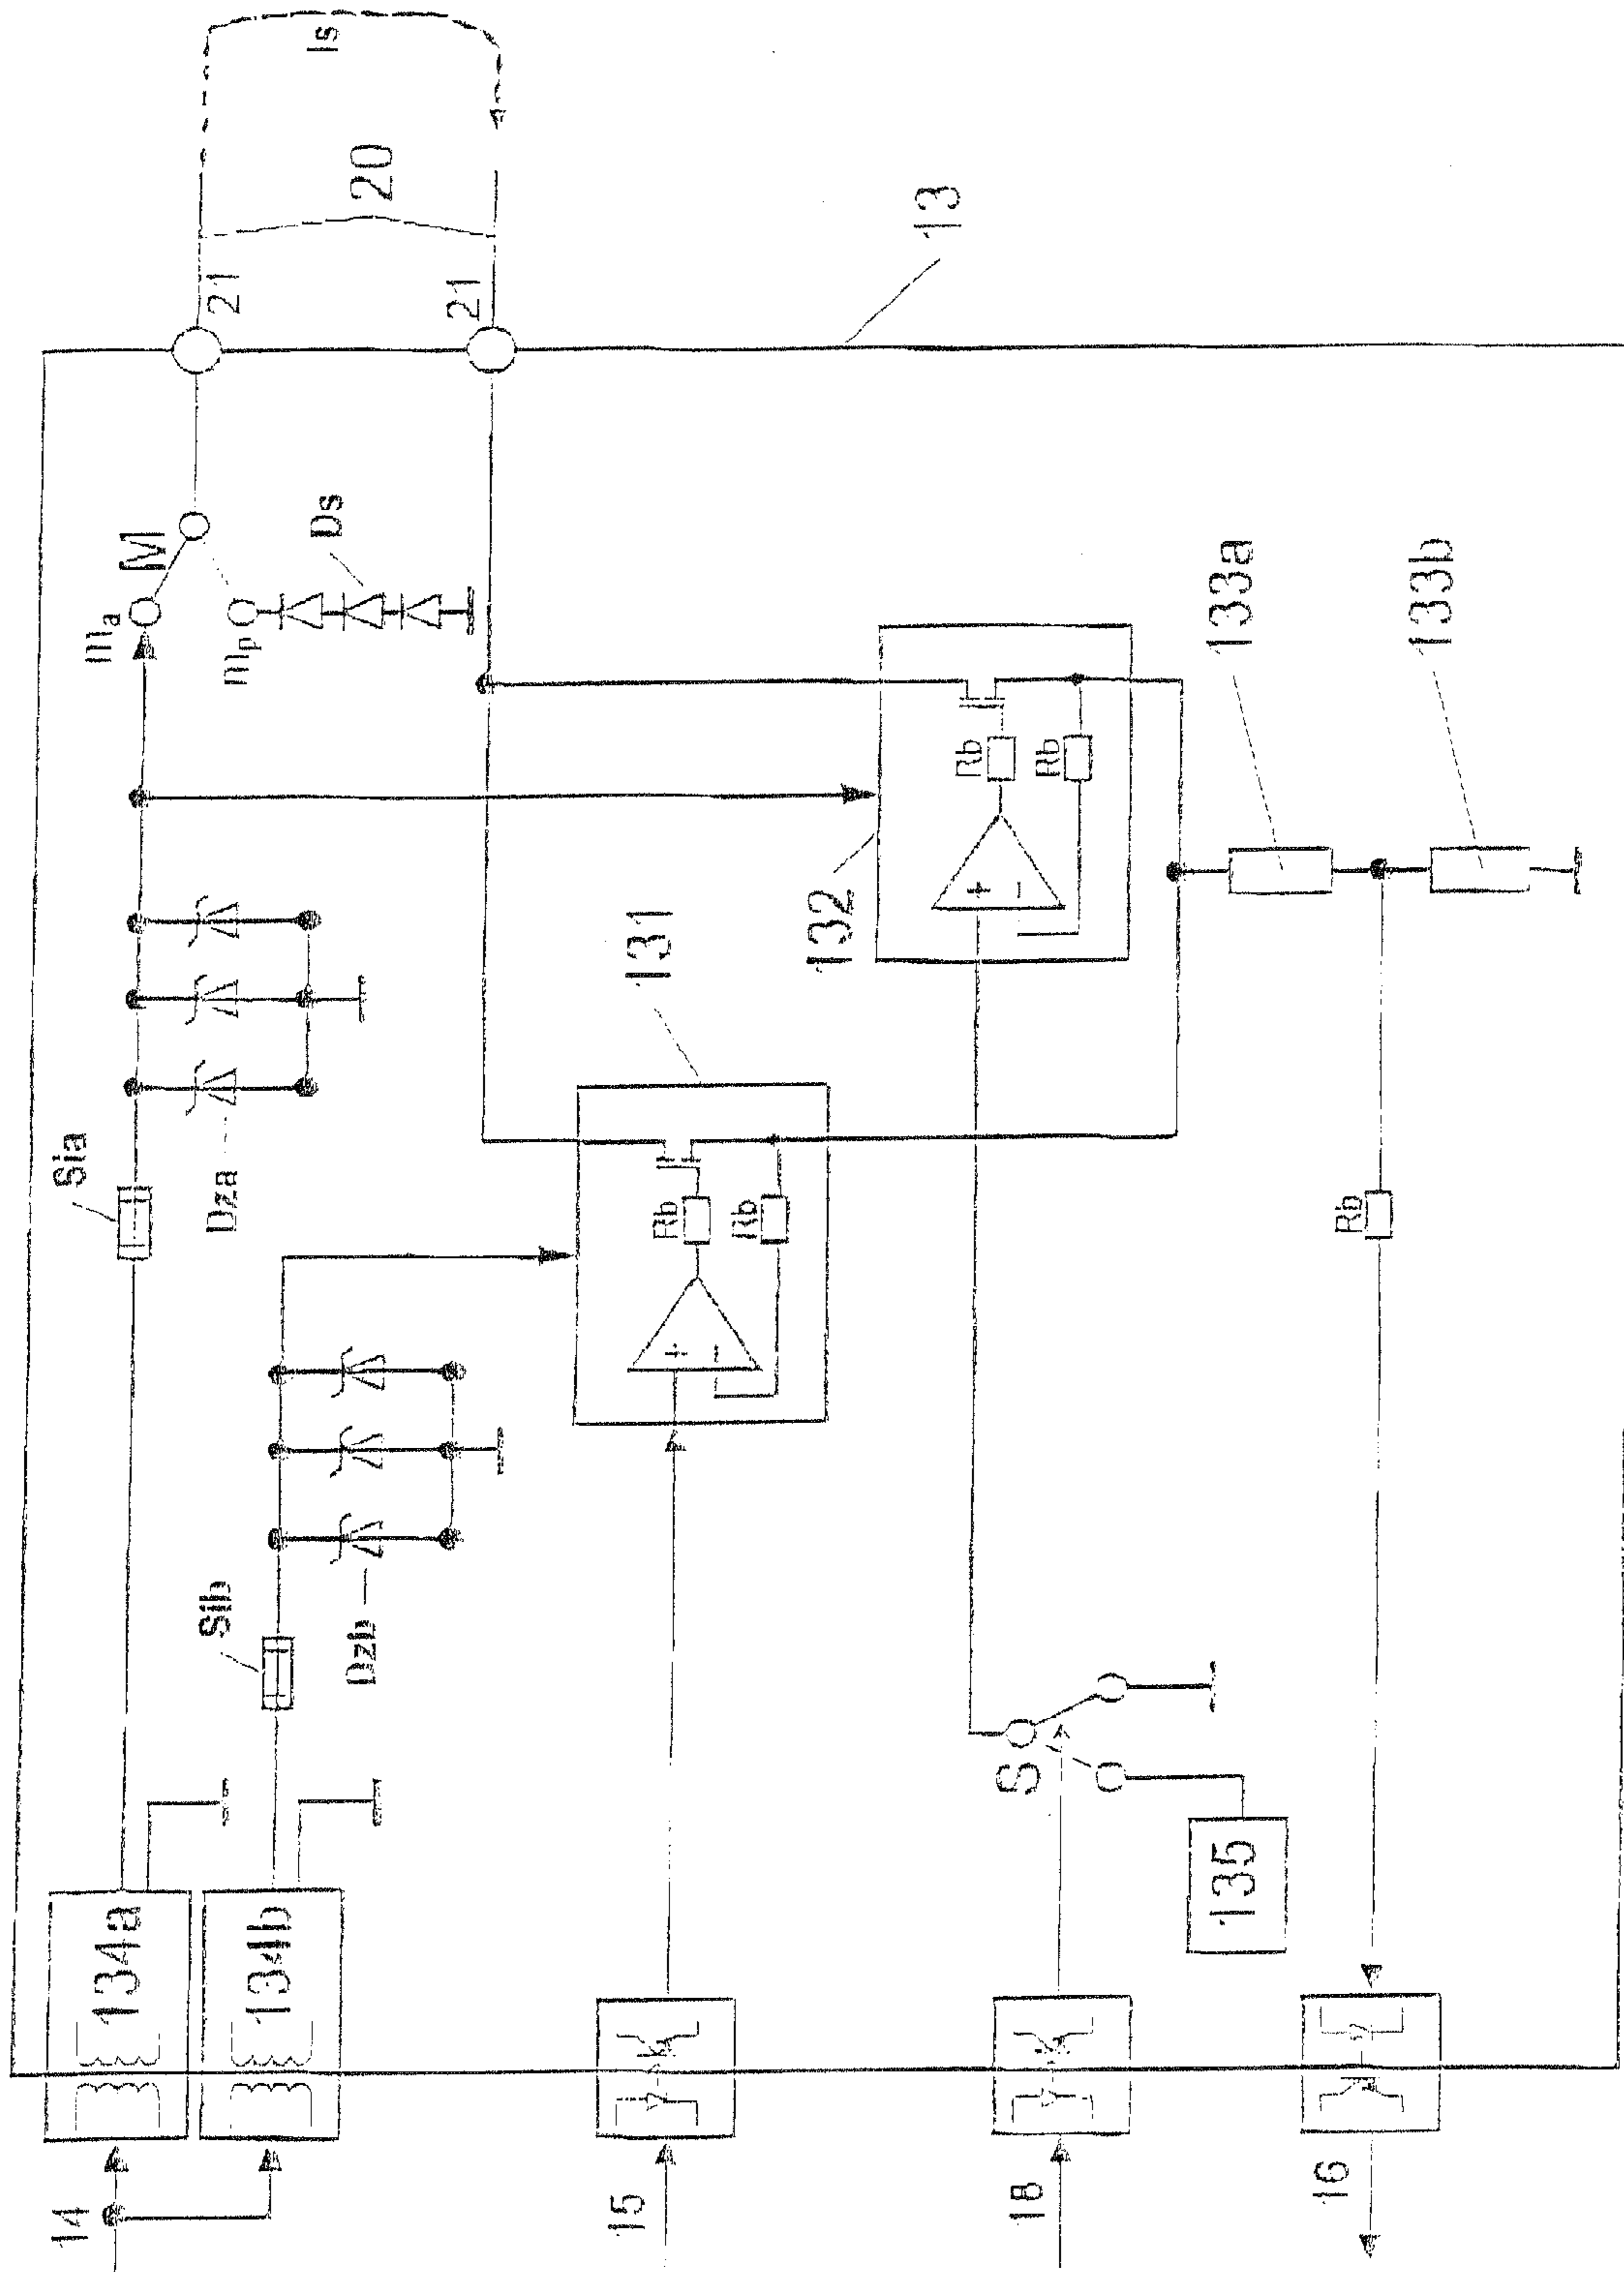 14
134a
134b
Sia
Sib
Dza
Dzb
ma
M
mp
Ds
21
21
20
Is
13
15
131
Rb
Rb
+
-
132
Rb
Rb
+
-
133a
133b
18
S
135
16
Rb